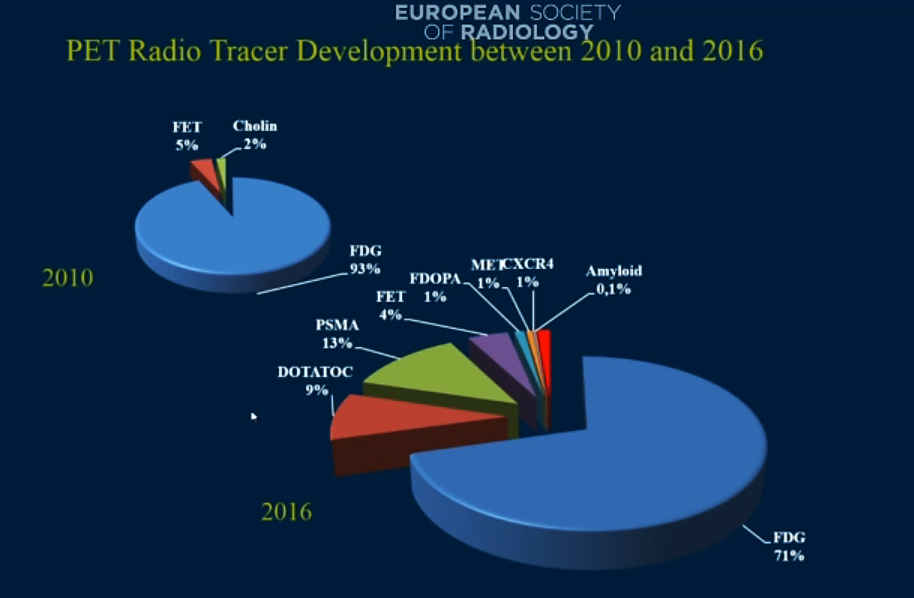 EUROPEAN SOCIETY
OF RADIOLOGY
PET Radio Tracer Development between 2010 and 2016
FET
5%
Cholin
2%
FDG
93%
2010
MET
1%
CXCR4
1%
Amyloid
0,1%
FDOPA
1%
FET
4%
PSMA
13%
DOTATOC
9%
2016
FDG
71%